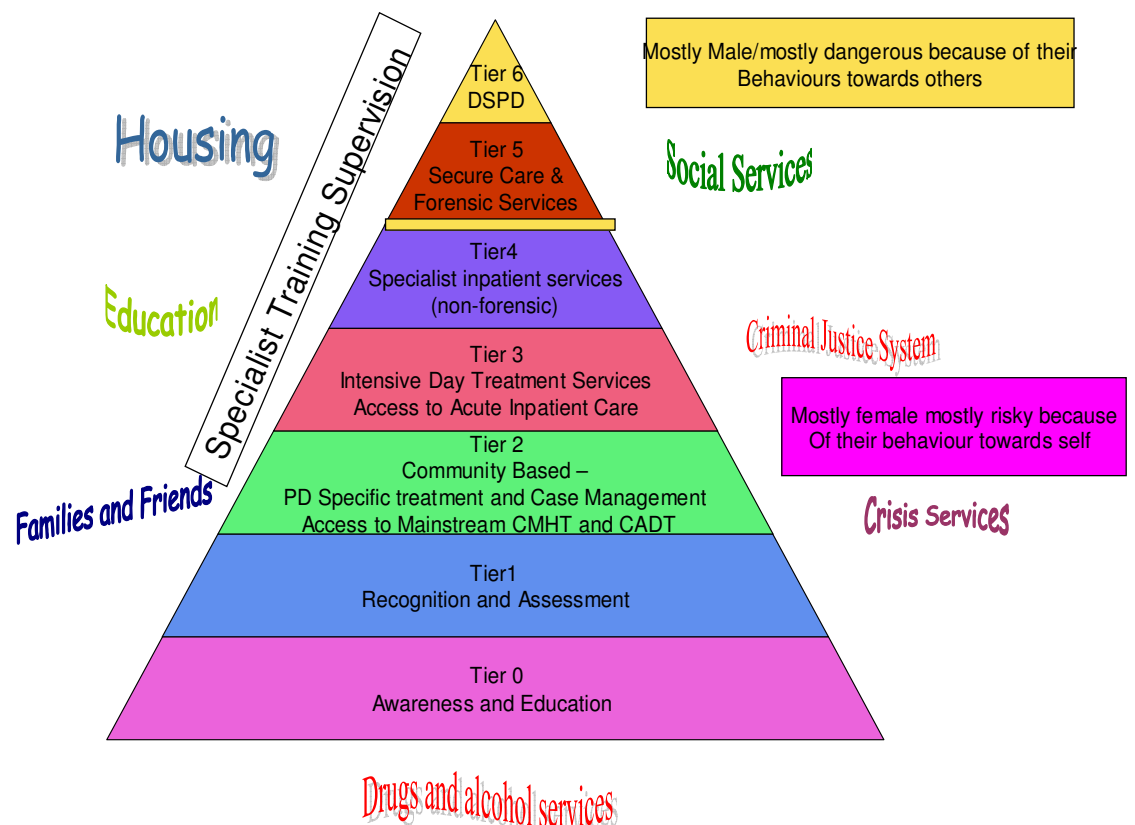 Tier 6
DSPD
Mostly Male/mostly dangerous because of their
Behaviours towards others
Housing
Specialist Training Supervision
Social Services
Tier 5
Secure Care &
Forensic Services
Tier4
Specialist inpatient services
(non-forensic)
Education
Criminal Justice System
Tier 3
Intensive Day Treatment Services
Access to Acute Inpatient Care
Mostly female mostly risky because
Of their behaviour towards self
Tier 2
Community Based –
PD Specific treatment and Case Management
Access to Mainstream CMHT and CADT
Families and Friends
Crisis Services
Tier1
Recognition and Assessment
Tier 0
Awareness and Education
Drugs and alcohol services